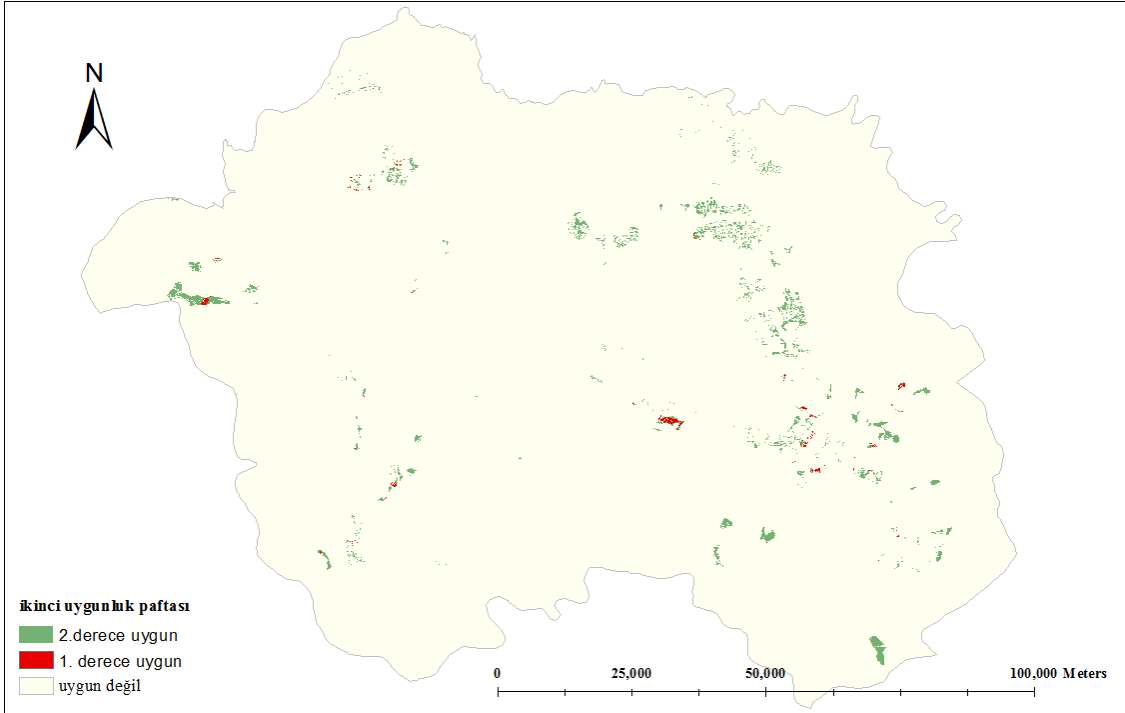 N
ikinci uygunluk paftası
2.derece uygun
1. derece uygun
uygun değil
0 25,000 50,000 100,000 Meters